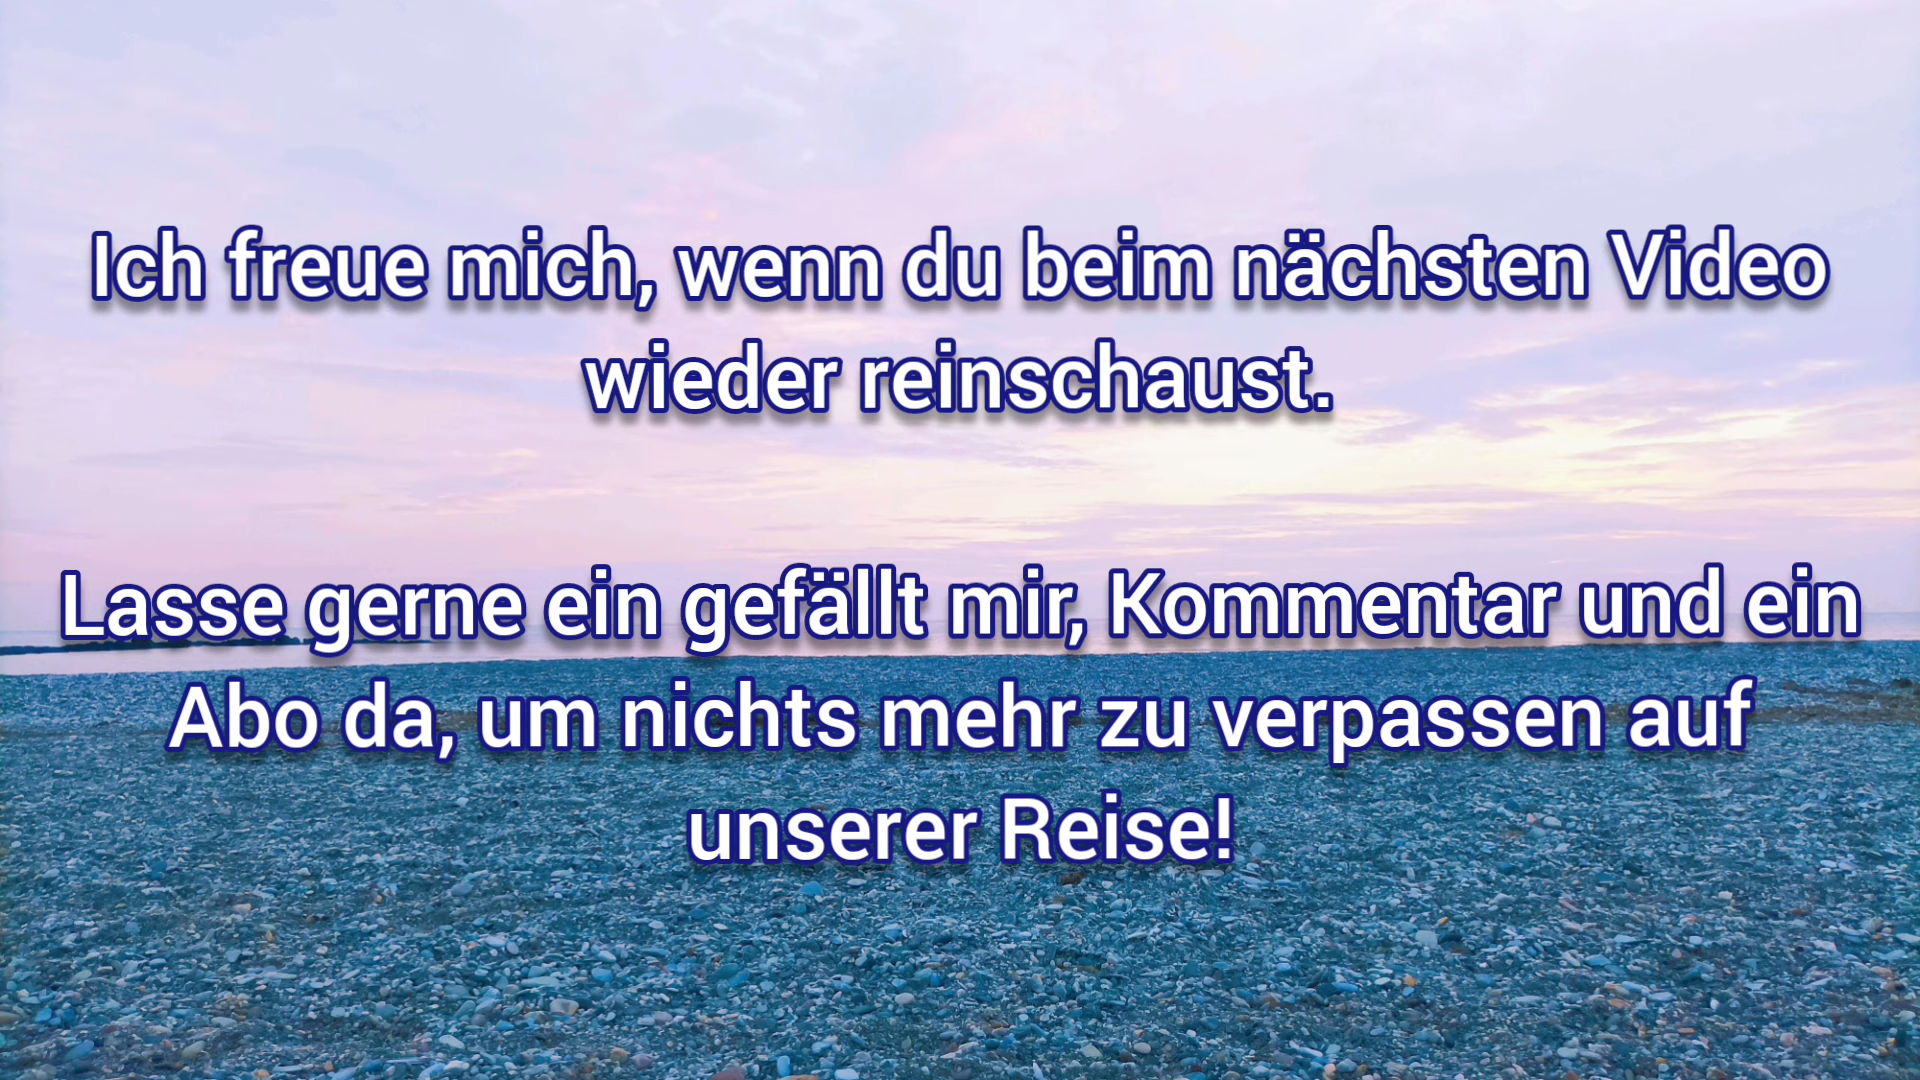 Ich freue mich, wenn du beim nächsten Video
wieder reinschaust.
Lasse gerne ein gefällt mir, Kommentar und ein
Abo da, um nichts mehr zu verpassen auf
unserer Reise!